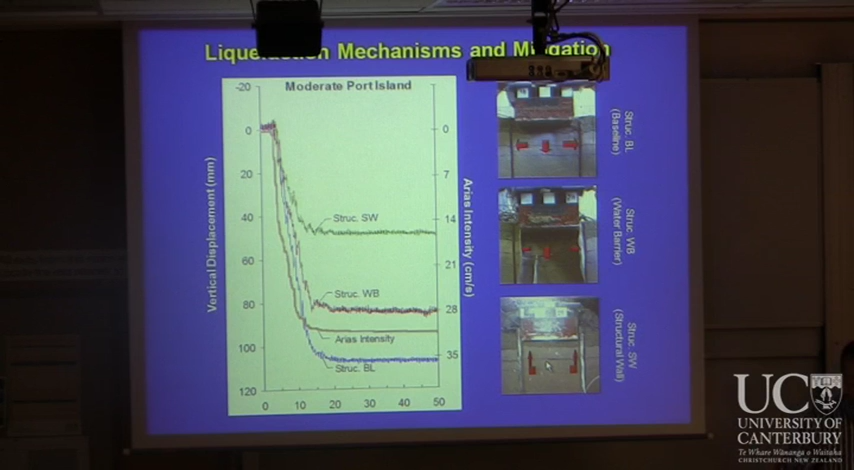 Liquefaction Mechanisms and Mitigation
Moderate Port Island
-20
0
20
40
60
80
100
120
Vertical Displacement (mm)
0
10
20
30
40
50
0
7
14
21
28
35
Arias Intensity (cm/s)
Struc. SW
Struc. WB
Arias Intensity
Struc. BL
Struc. BL
(Baseline)
Struc. WB
(Water Barrier)
Struc. SW
(Structural Wall)
UC
UNIVERSITY OF
CANTERBURY
Te Whare Wānanga o Waitaha
CHRISTCHURCH NEW ZEALAND